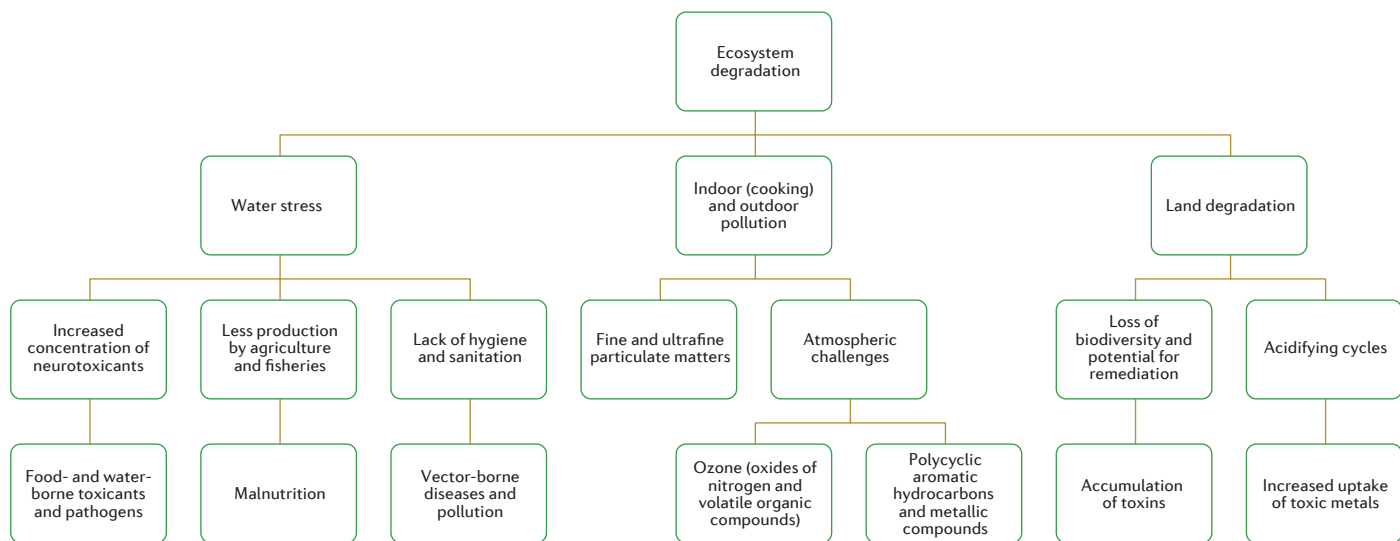 Ecosystem
degradation
Water stress
Indoor (cooking)
and outdoor
pollution
Land degradation
Increased
concentration of
neurotoxicants
Less production
by agriculture
and fisheries
Lack of hygiene
and sanitation
Fine and ultrafine
particulate matters
Atmospheric
challenges
Loss of
biodiversity and
potential for
remediation
Acidifying cycles
Food- and water-
borne toxicants
and pathogens
Malnutrition
Vector-borne
diseases and
pollution
Ozone (oxides of
nitrogen and
volatile organic
compounds)
Polycyclic
aromatic
hydrocarbons
and metallic
compounds
Accumulation
of toxins
Increased uptake
of toxic metals